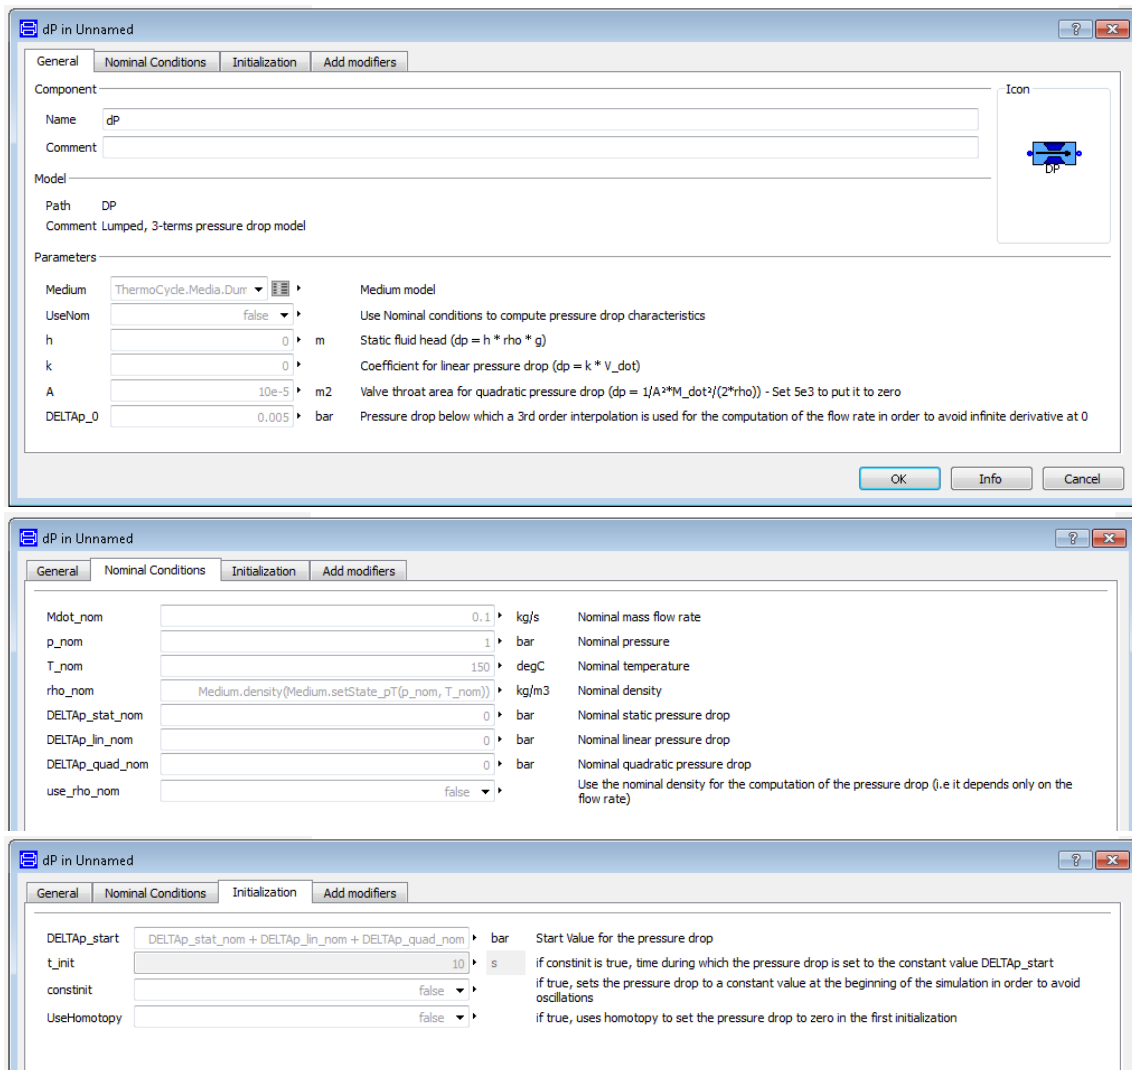 dP in Unnamed
General Nominal Conditions Initialization Add modifiers
Component
Icon
Name dP
Comment
DP
Model
Path DP
Comment Lumped, 3-terms pressure drop model
Parameters
Medium ThermoCycle.Media.Dum Medium model
UseNom false Use Nominal conditions to compute pressure drop characteristics
h 0 m Static fluid head (dp = h * rho * g)
k 0 Coefficient for linear pressure drop (dp = k * V_dot)
A 10e-5 m2 Valve throat area for quadratic pressure drop (dp = 1/A²*M_dot²/(2*rho)) - Set 5e3 to put it to zero
DELTAp_0 0.005 bar Pressure drop below which a 3rd order interpolation is used for the computation of the flow rate in order to avoid infinite derivative at 0
OK Info Cancel
dP in Unnamed
General Nominal Conditions Initialization Add modifiers
Mdot_nom 0.1 kg/s Nominal mass flow rate
p_nom 1 bar Nominal pressure
T_nom 150 degC Nominal temperature
rho_nom Medium.density(Medium.setState_pT(p_nom, T_nom)) kg/m3 Nominal density
DELTAp_stat_nom 0 bar Nominal static pressure drop
DELTAp_lin_nom 0 bar Nominal linear pressure drop
DELTAp_quad_nom 0 bar Nominal quadratic pressure drop
use_rho_nom false Use the nominal density for the computation of the pressure drop (i.e it depends only on the
flow rate)
dP in Unnamed
General Nominal Conditions Initialization Add modifiers
DELTAp_start DELTAp_stat_nom + DELTAp_lin_nom + DELTAp_quad_nom bar Start Value for the pressure drop
t_init 10 s if constinit is true, time during which the pressure drop is set to the constant value DELTAp_start
constinit false if true, sets the pressure drop to a constant value at the beginning of the simulation in order to avoid
oscillations
UseHomotopy false if true, uses homotopy to set the pressure drop to zero in the first initialization